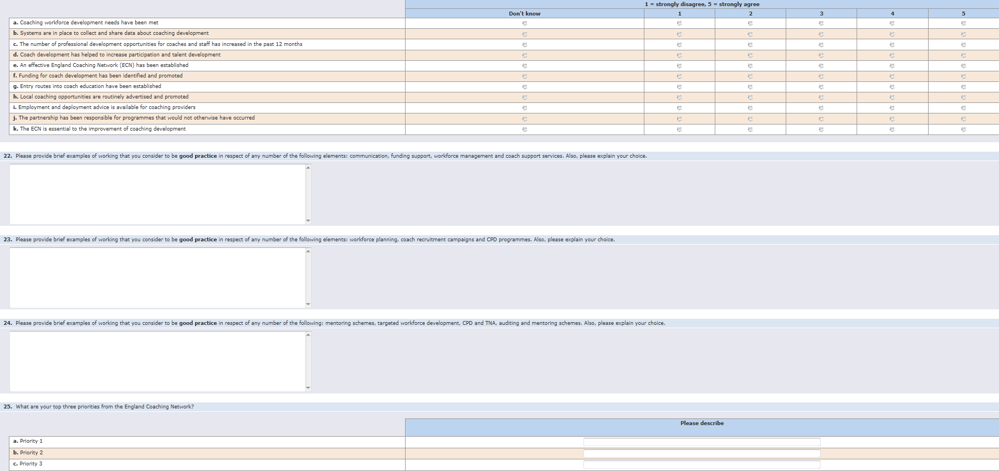 1 = strongly disagree, 5 = strongly agree
Don't know 1 2 3 4 5
a. Coaching workforce development needs have been met
b. Systems are in place to collect and share data about coaching development
c. The number of professional development opportunities for coaches and staff has increased in the past 12 months
d. Coach development has helped to increase participation and talent development
e. An effective England Coaching Network (ECN) has been established
f. Funding for coach development has been identified and promoted
g. Entry routes into coach education have been established
h. Local coaching opportunities are routinely advertised and promoted
i. Employment and deployment advice is available for coaching providers
j. The partnership has been responsible for programmes that would not otherwise have occurred
k. The ECN is essential to the improvement of coaching development
22. Please provide brief examples of working that you consider to be good practice in respect of any number of the following elements: communication, funding support, workforce management and coach support services. Also, please explain your choice.
23. Please provide brief examples of working that you consider to be good practice in respect of any number of the following elements: workforce planning, coach recruitment campaigns and CPD programmes. Also, please explain your choice.
24. Please provide brief examples of working that you consider to be good practice in respect of any number of the following: mentoring schemes, targeted workforce development, CPD and TNA, auditing and mentoring schemes. Also, please explain your choice.
25. What are your top three priorities from the England Coaching Network?
Please describe
a. Priority 1
b. Priority 2
c. Priority 3